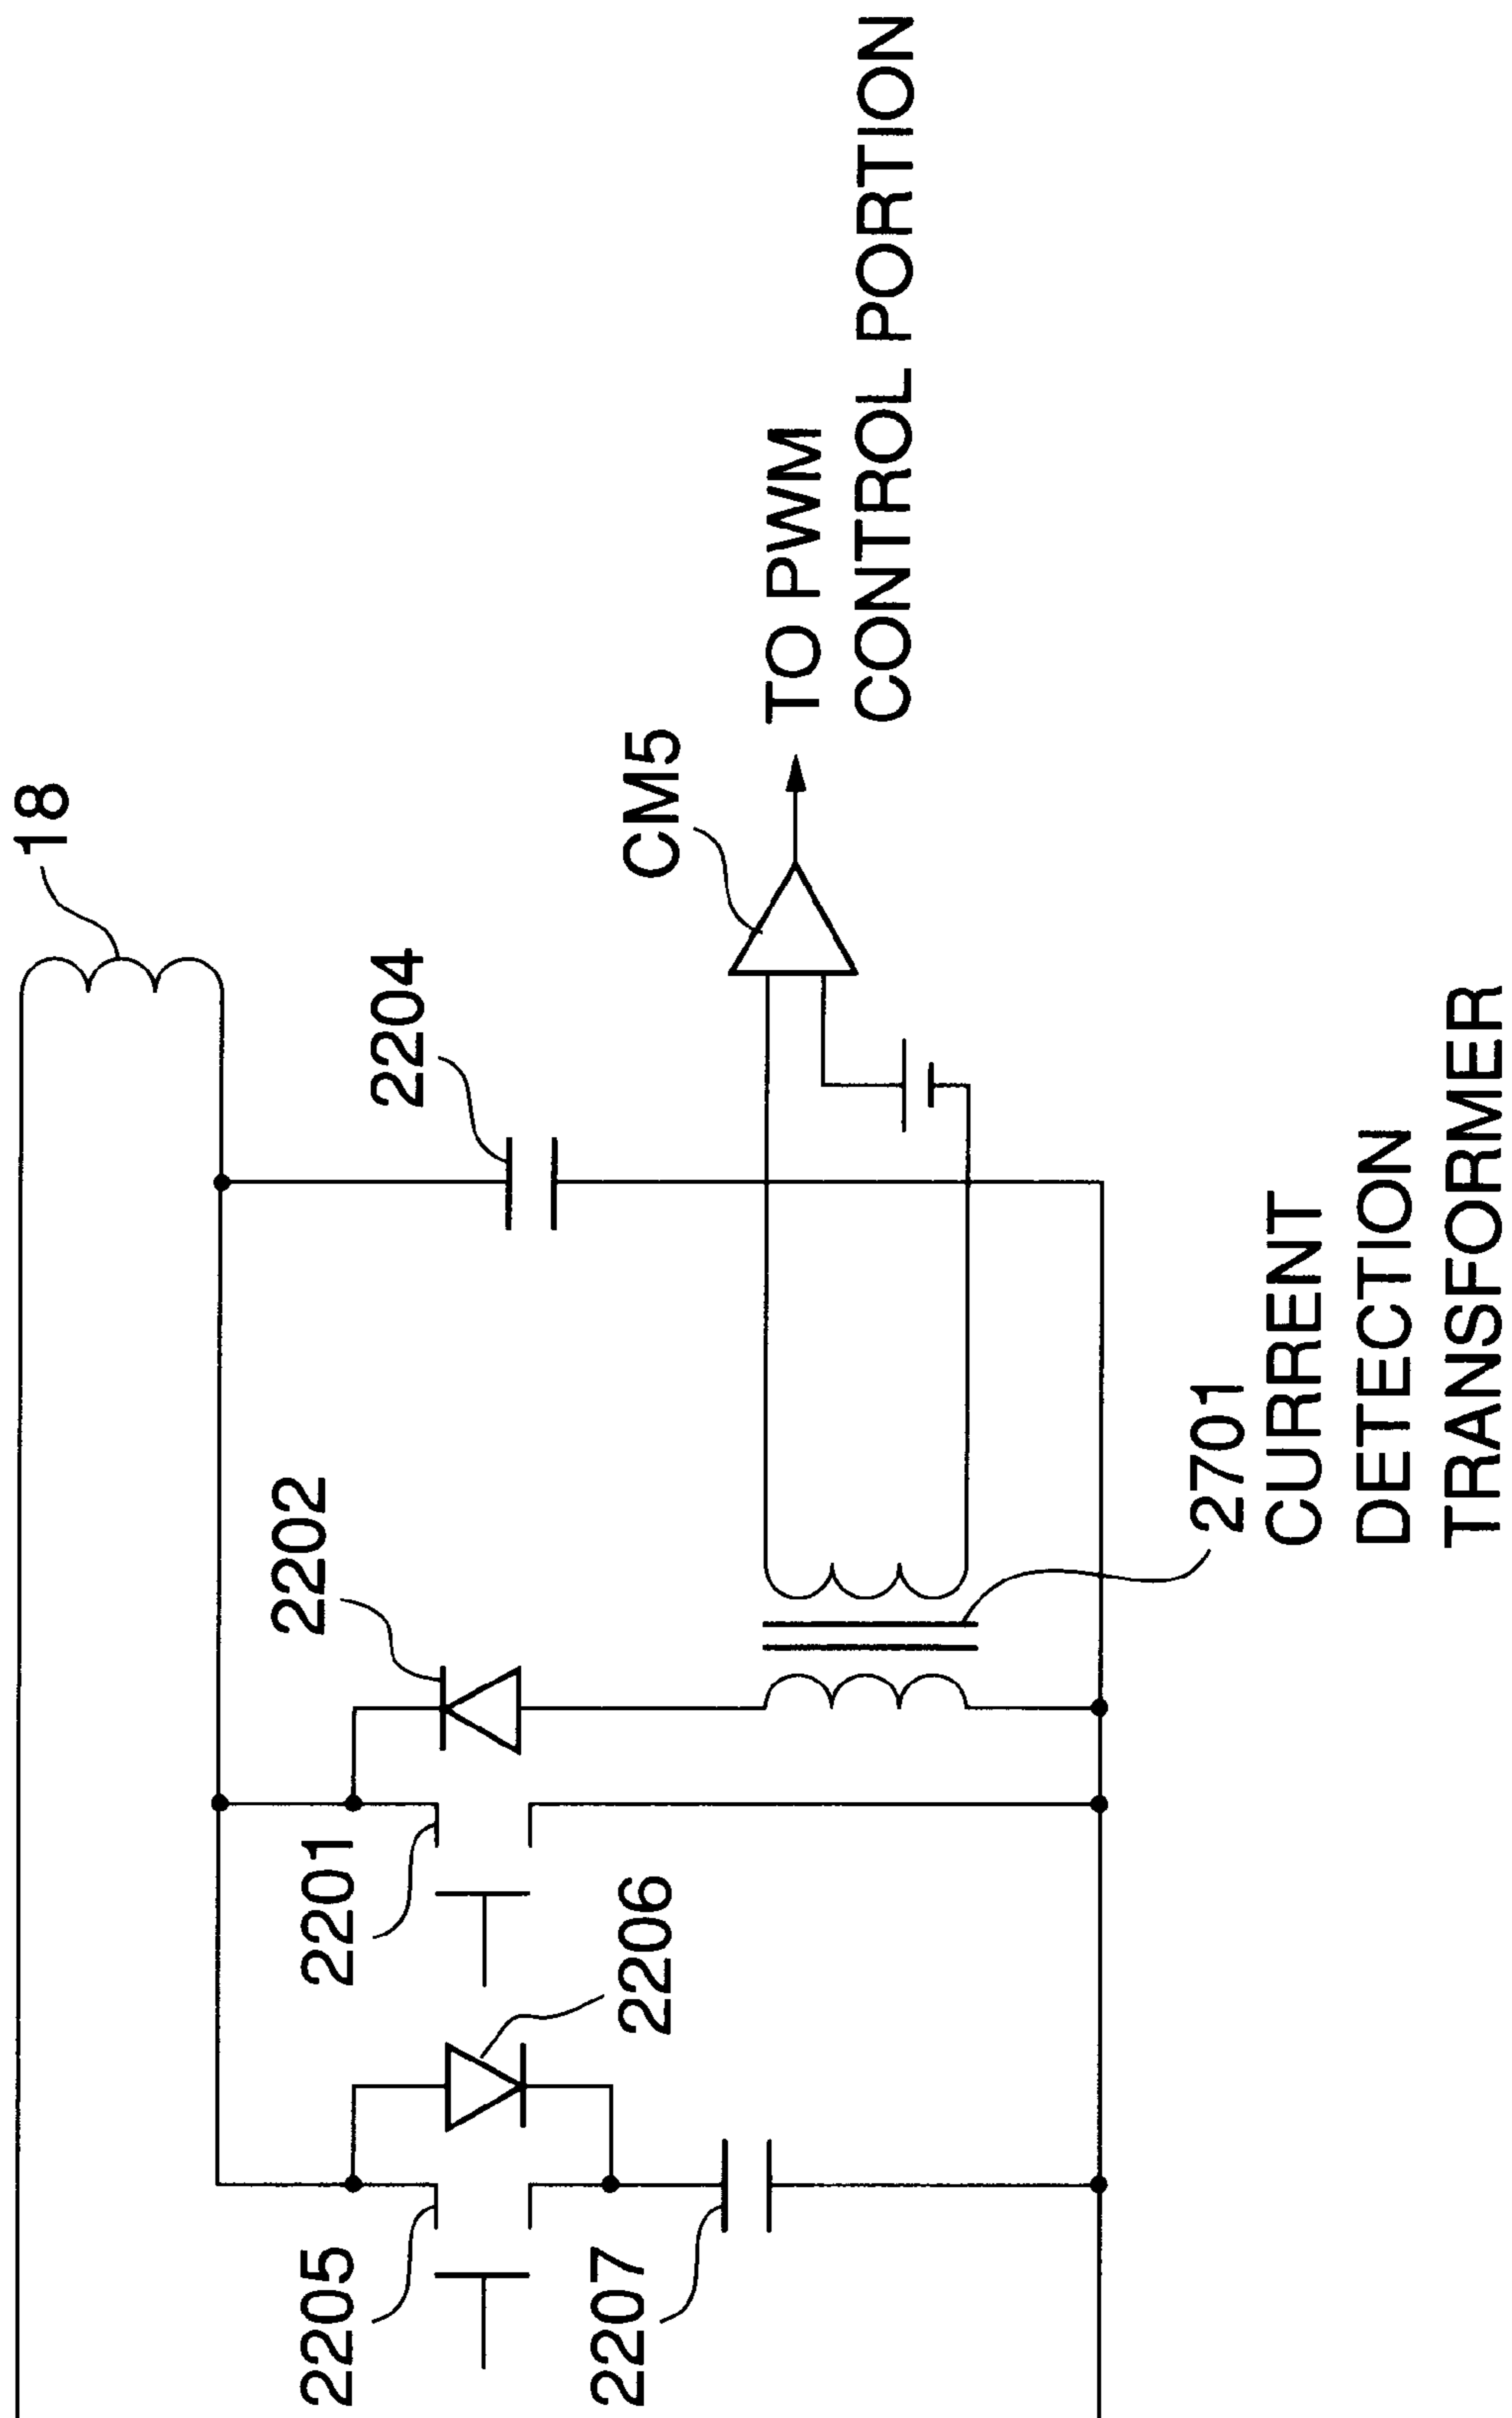 18
2204
CM5
TO PWM
CONTROL PORTION
2202
2201
2206
2205
2207
2701
CURRENT
DETECTION
TRANSFORMER